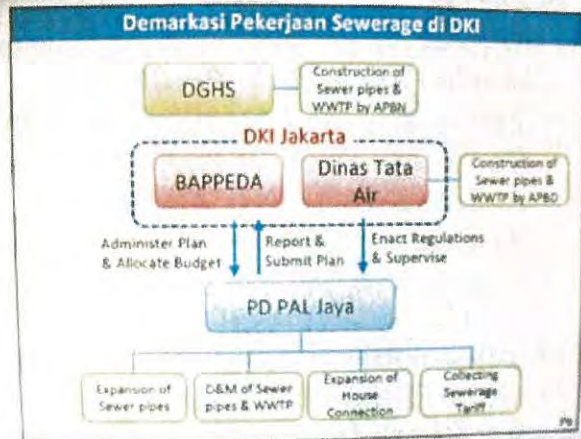 Demarkasi Pekerjaan Sewerage di DKI
DGHS
Construction of
Sewer pipes &
WWTP by APBN
DKI Jakarta
BAPPEDA
Dinas Tata
Air
Construction of
Sewer pipes &
WWTP by APBD
Administer Plan
& Allocate Budget
Report &
Submit Plan
Enact Regulations
& Supervise
PD PAL Jaya
Expansion of
Sewer pipes
O&M of Sewer
pipes & WWTP
Expansion of
House
Connection
Collecting
Sewerage
Tariff